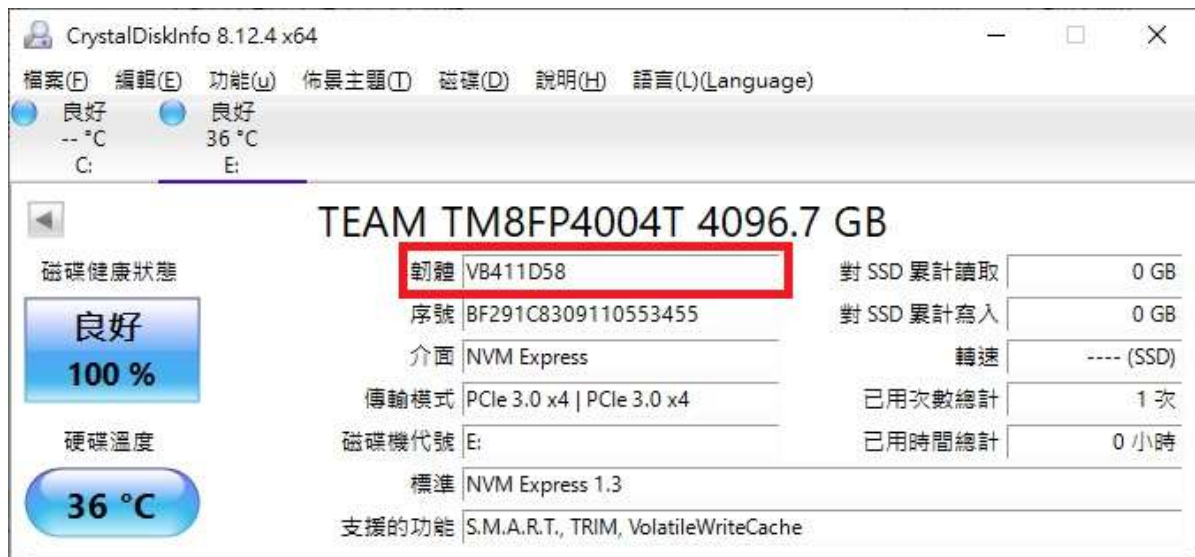 CrystalDiskInfo 8.12.4 x64
檔案(F) 編輯(E) 功能(u) 佈景主題(T) 磁碟(D) 說明(H) 語言(L)(Language)
良好 良好
-- °C 36 °C
C: E:
TEAM TM8FP4004T 4096.7 GB
磁碟健康狀態 韌體 VB411D58 對 SSD 累計讀取 0 GB
良好 序號 BF291C8309110553455 對 SSD 累計寫入 0 GB
100 % 介面 NVM Express 轉速 ---- (SSD)
傳輸模式 PCIe 3.0 x4 | PCIe 3.0 x4 已用次數總計 1 次
硬碟溫度 磁碟機代號 E: 已用時間總計 0 小時
36 °C 標準 NVM Express 1.3
支援的功能 S.M.A.R.T., TRIM, VolatileWriteCache